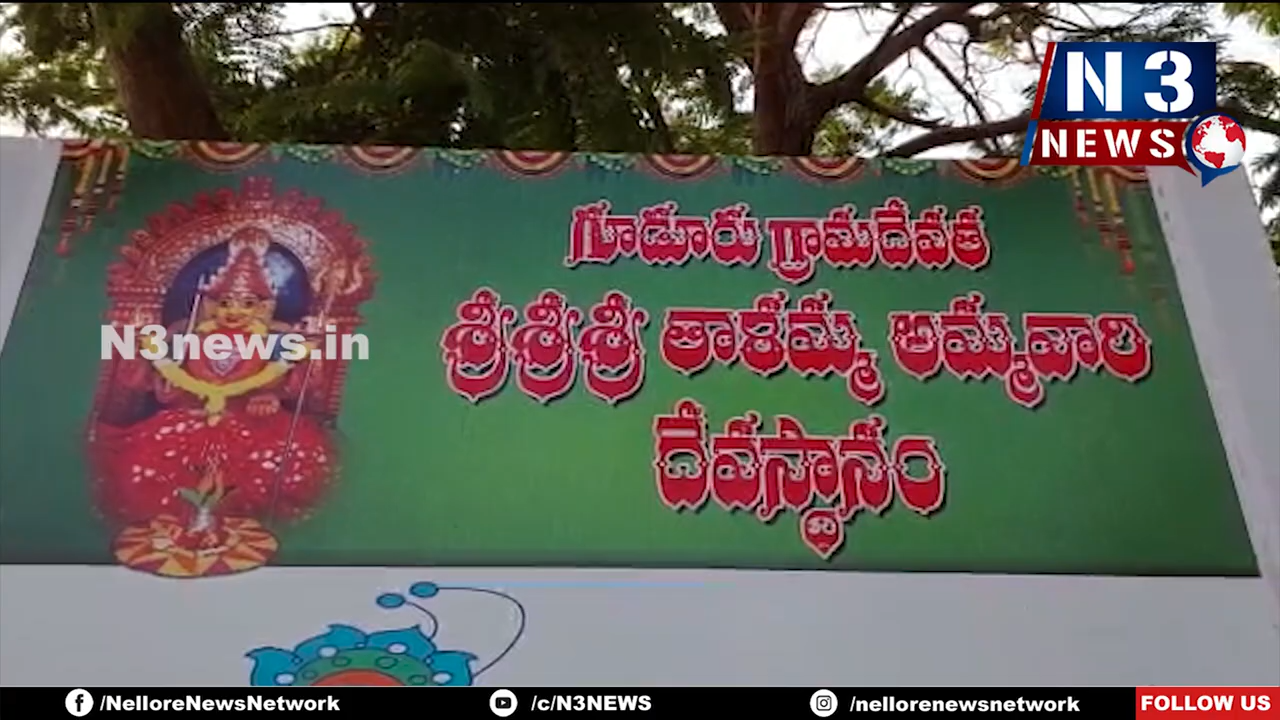 N3
NEWS
గూడూరు గ్రామదేవత
శ్రీశ్రీశ్రీ తాళమ్మ అమ్మవారి
దేవస్థానం
N3news.in
/NelloreNewsNetwork
/c/N3NEWS
/nellorenewsnetwork
FOLLOW US